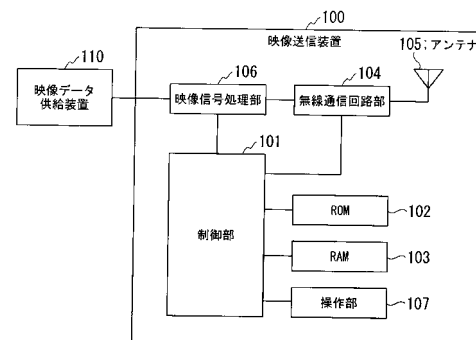 100
映像送信装置
110
映像データ
供給装置
106
映像信号処理部
104
無線通信回路部
105;アンテナ
101
制御部
ROM
102
RAM
103
操作部
107